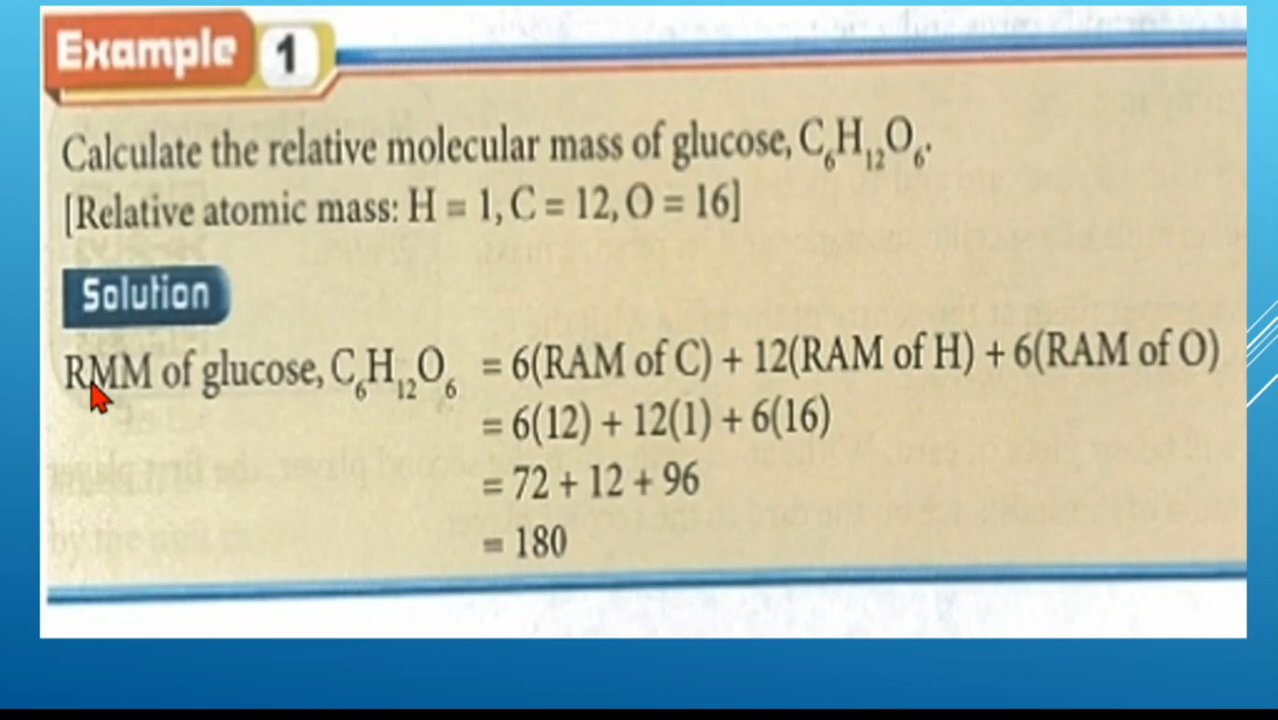 Example 1
Calculate the relative molecular mass of glucose, C₆H₁₂O₆.
[Relative atomic mass: H = 1, C = 12, O = 16]
Solution
RMM of glucose, C₆H₁₂O₆ = 6(RAM of C) + 12(RAM of H) + 6(RAM of O)
= 6(12) + 12(1) + 6(16)
= 72 + 12 + 96
= 180